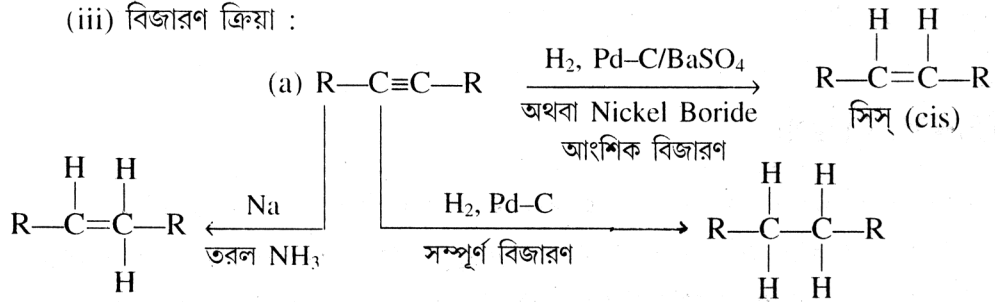 (iii) বিজারণ ক্রিয়া :
(a) R—C≡C—R
H₂, Pd–C/BaSO₄
অথবা Nickel Boride
আংশিক বিজারণ
H H
R—C=C—R
সিস্ (cis)
H H
R—C=C—R
H
Na
তরল NH₃
H₂, Pd–C
সম্পূর্ণ বিজারণ
H H
R—C—C—R
H H